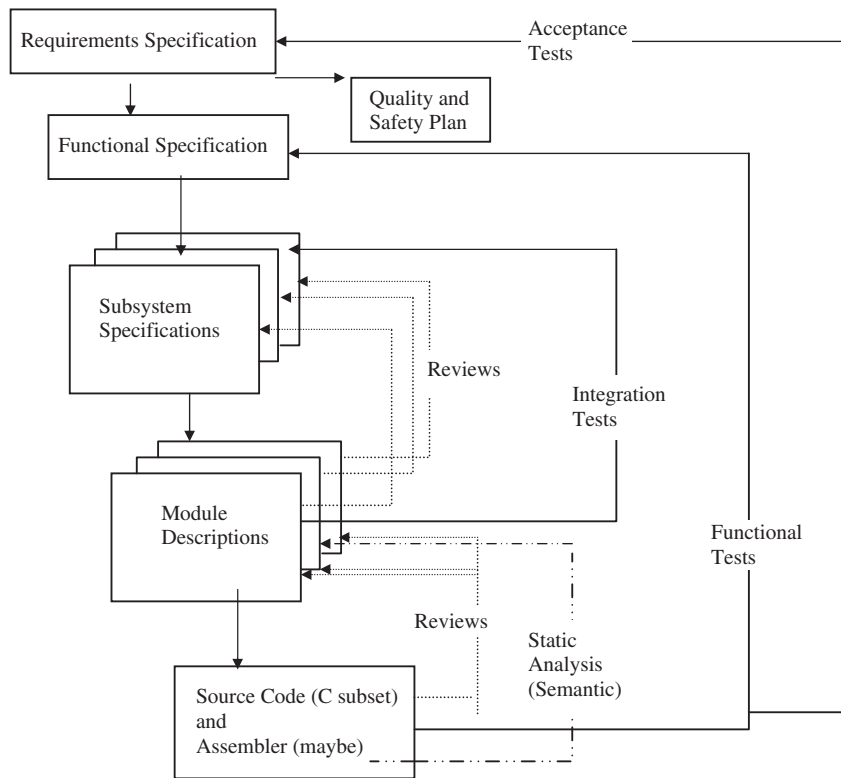 Requirements Specification
Acceptance
Tests
Quality and
Safety Plan
Functional Specification
Subsystem
Specifications
Reviews
Integration
Tests
Module
Descriptions
Functional
Tests
Reviews
Static
Analysis
(Semantic)
Source Code (C subset)
and
Assembler (maybe)